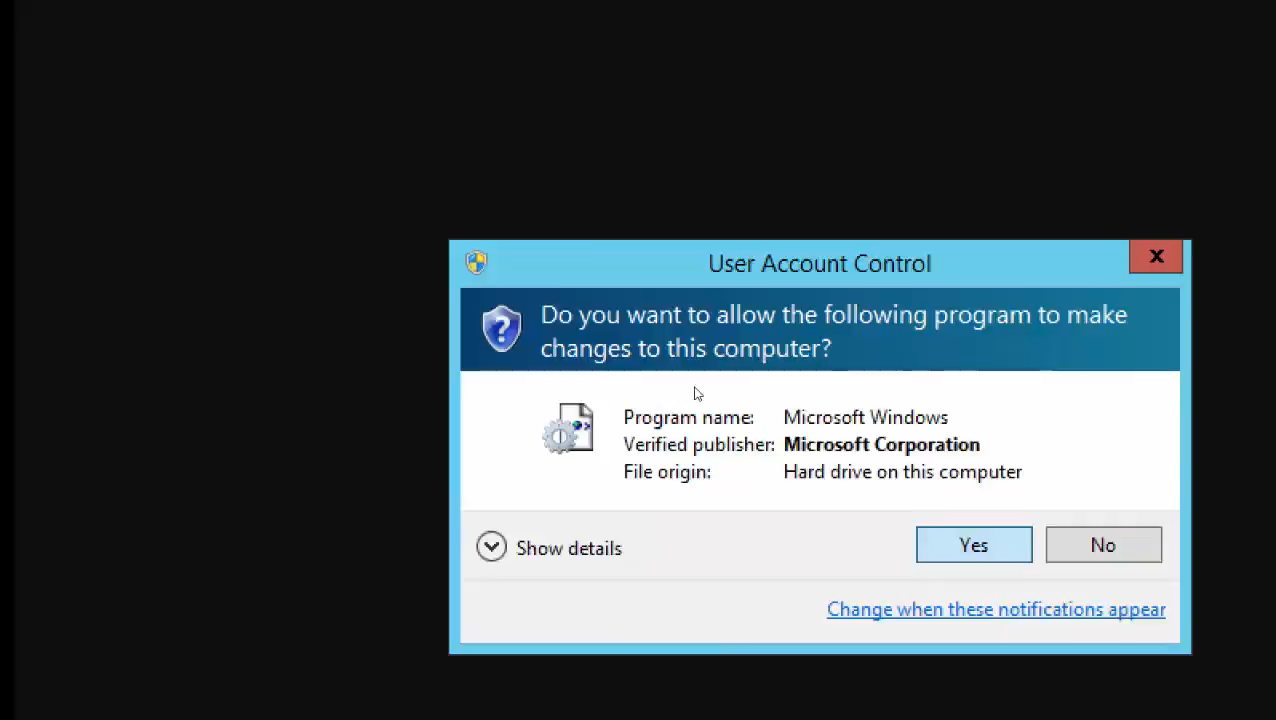 User Account Control
Do you want to allow the following program to make
changes to this computer?
Program name: Microsoft Windows
Verified publisher: Microsoft Corporation
File origin: Hard drive on this computer
Show details
Yes
No
Change when these notifications appear